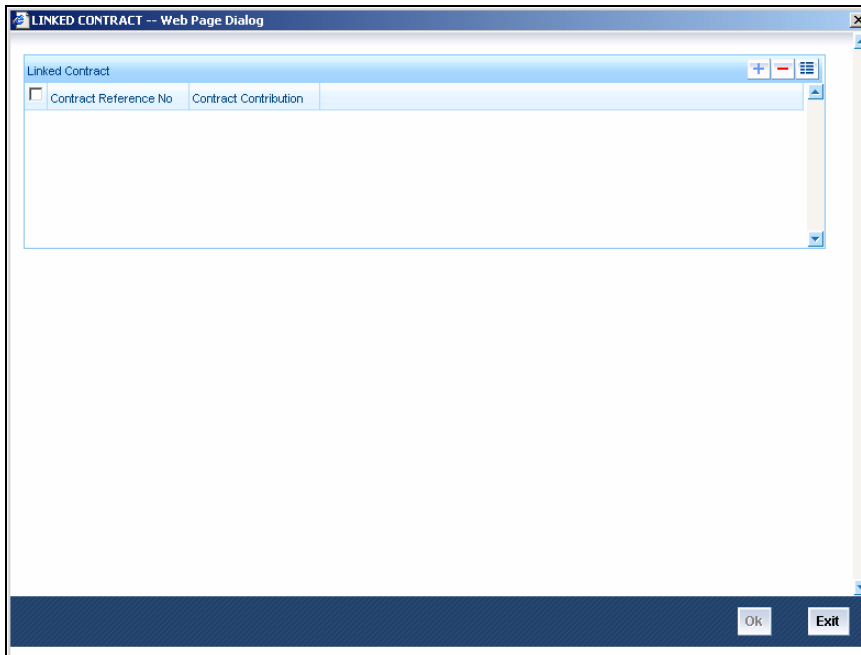 LINKED CONTRACT -- Web Page Dialog
Linked Contract
Contract Reference No Contract Contribution
Ok Exit